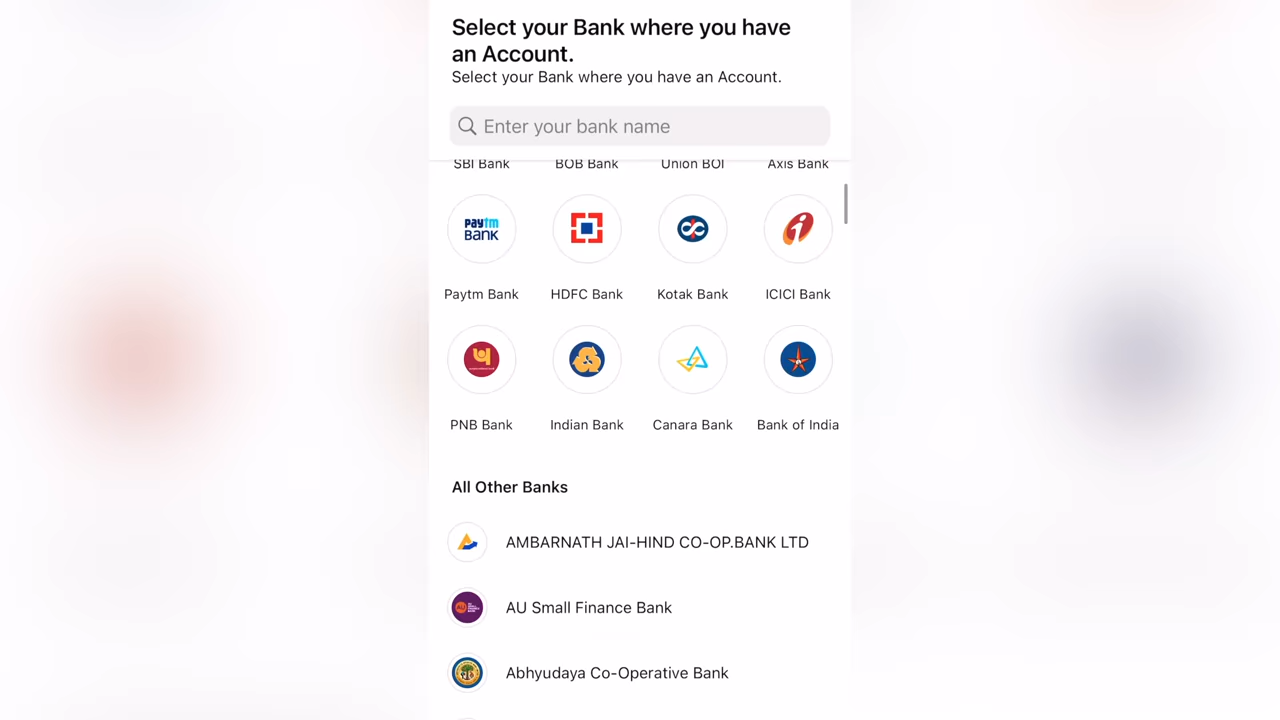 Select your Bank where you have
an Account.
Select your Bank where you have an Account.
Enter your bank name
SBI Bank BOB Bank Union BOI Axis Bank
paytm
BANK
Paytm Bank HDFC Bank Kotak Bank ICICI Bank
PNB Bank Indian Bank Canara Bank Bank of India
All Other Banks
AMBARNATH JAI-HIND CO-OP.BANK LTD
AU
AU Small Finance Bank
Abhyudaya Co-Operative Bank